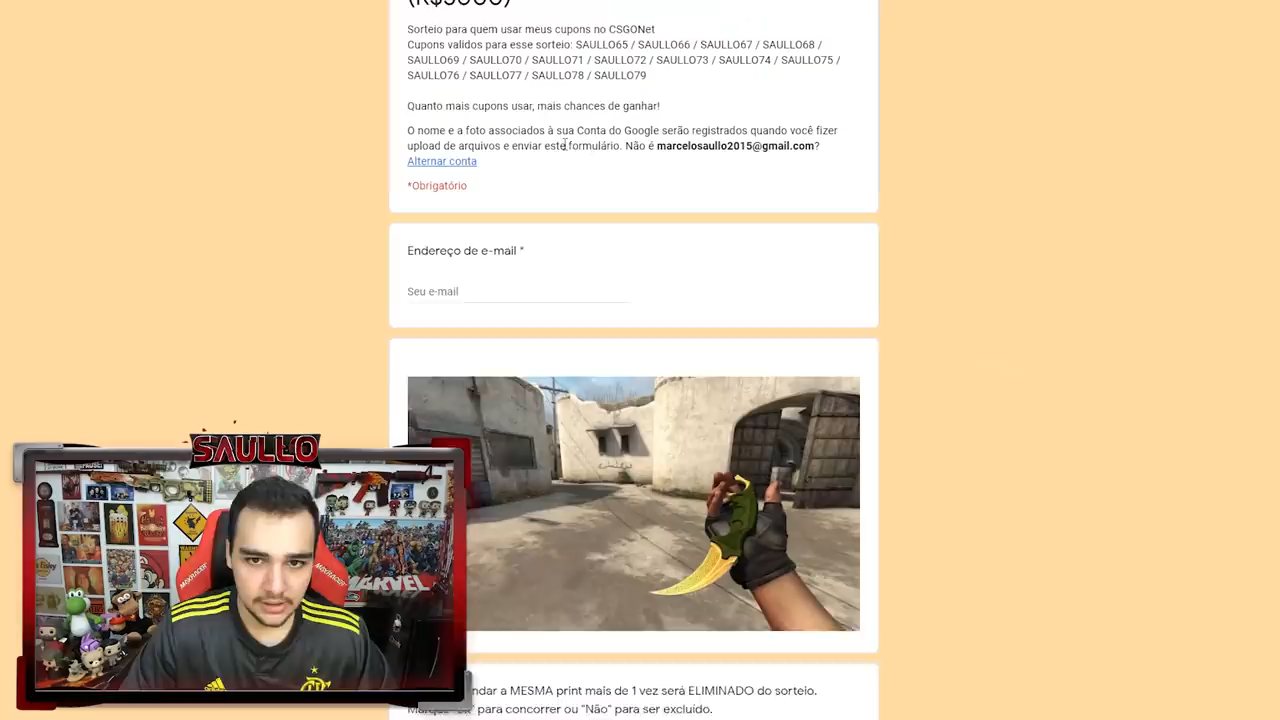 Sorteio para quem usar meus cupons no CSGONet
Cupons validos para esse sorteio: SAULLO65 / SAULLO66 / SAULLO67 / SAULLO68 /
SAULLO69 / SAULLO70 / SAULLO71 / SAULLO72 / SAULLO73 / SAULLO74 / SAULLO75 /
SAULLO76 / SAULLO77 / SAULLO78 / SAULLO79
Quanto mais cupons usar, mais chances de ganhar!
O nome e a foto associados à sua Conta do Google serão registrados quando você fizer
upload de arquivos e enviar este formulário. Não é marcelosaullo2015@gmail.com?
Alternar conta
*Obrigatório
Endereço de e-mail *
Seu e-mail
SAULLO
MARVEL
MAXRACER
MAXRACER
a MESMA print mais de 1 vez será ELIMINADO do sorteio.
para concorrer ou "Não" para ser excluído.